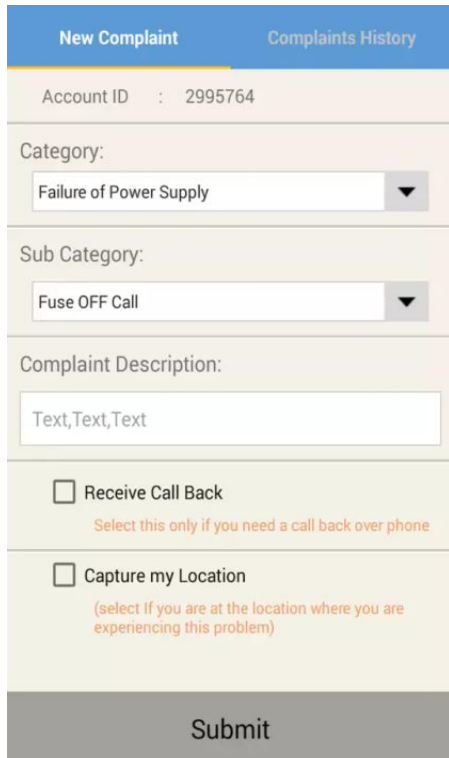 New Complaint Complaints History
Account ID : 2995764
Category:
Failure of Power Supply
Sub Category:
Fuse OFF Call
Complaint Description:
Text,Text,Text
Receive Call Back
Select this only if you need a call back over phone
Capture my Location
(select If you are at the location where you are
experiencing this problem)
Submit